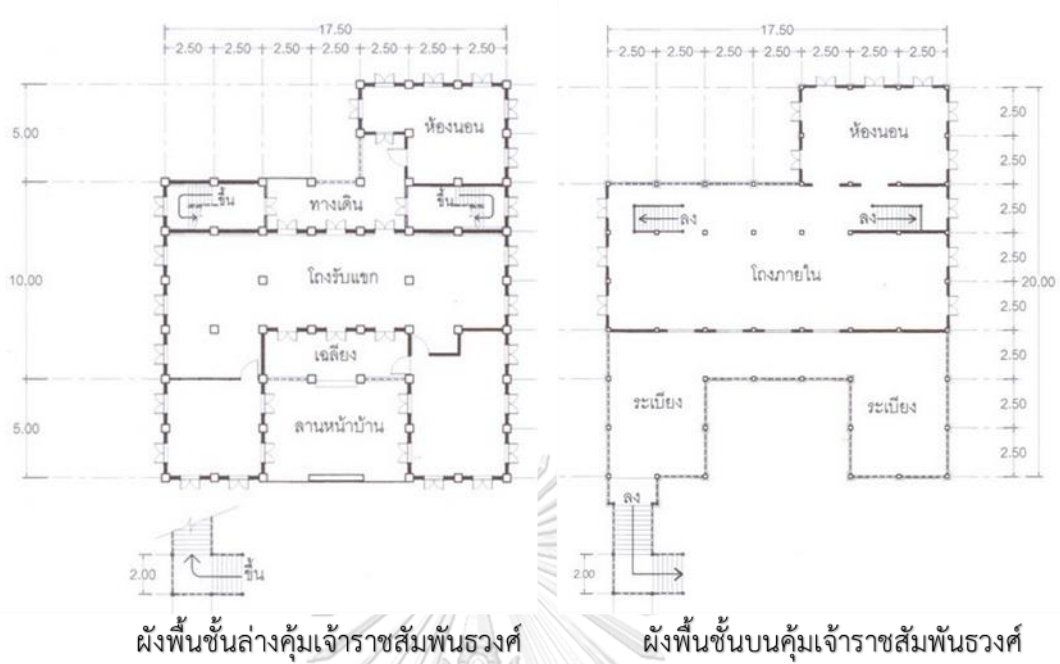 17.50
2.50 2.50 2.50 2.50 2.50 2.50 2.50
5.00
10.00
5.00
2.00
ห้องนอน
ขึ้น
ทางเดิน
ขึ้น
โถงรับแขก
เฉลียง
ลานหน้าบ้าน
ขึ้น
ผังพื้นชั้นล่างคุ้มเจ้าราชสัมพันธวงศ์
17.50
2.50 2.50 2.50 2.50 2.50 2.50 2.50
ห้องนอน
ลง
ลง
โถงภายใน
ระเบียง
ระเบียง
ลง
2.50
2.50
2.50
2.50
2.50
2.50
2.50
2.50
20.00
2.00
ผังพื้นชั้นบนคุ้มเจ้าราชสัมพันธวงศ์